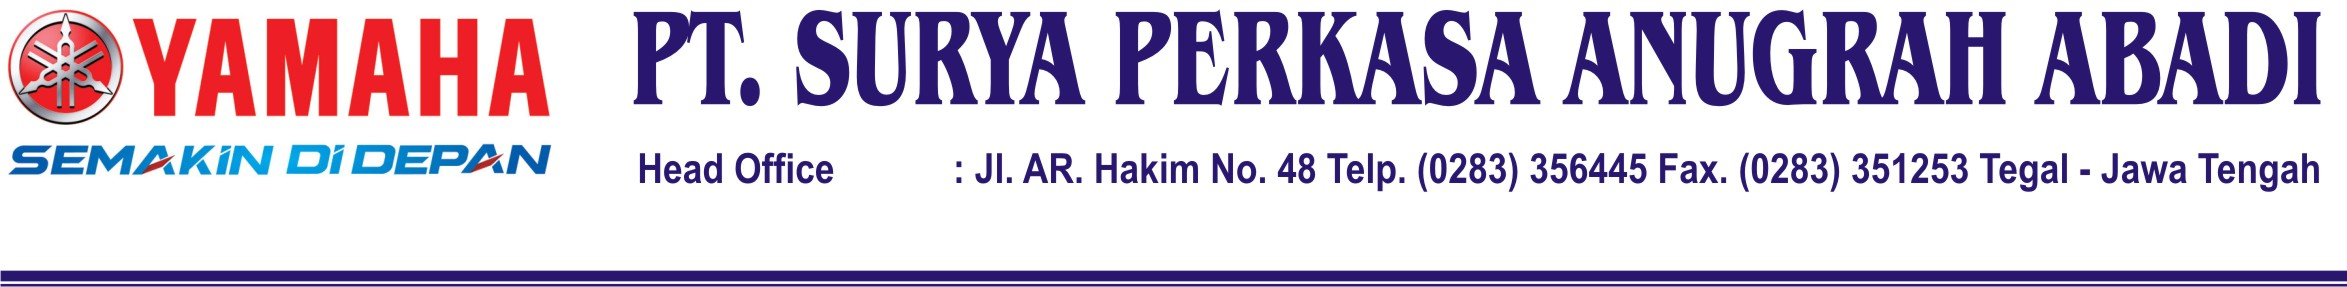 YAMAHA
SEMAKIN DI DEPAN
PT. SURYA PERKASA ANUGRAH ABADI
Head Office : Jl. AR. Hakim No. 48 Telp. (0283) 356445 Fax. (0283) 351253 Tegal - Jawa Tengah